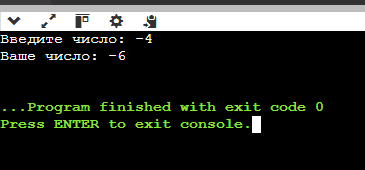 Введите число: -4
Ваше число: -6
...Program finished with exit code 0
Press ENTER to exit console.